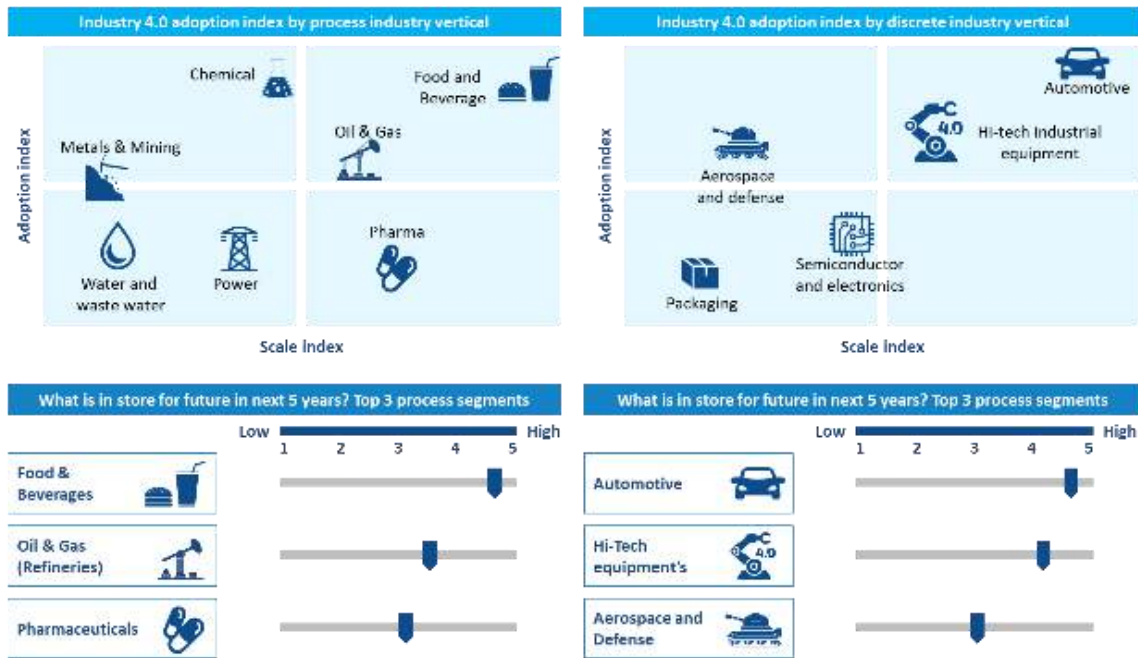 Industry 4.0 adoption index by process industry vertical
Chemical
Food and
Beverage
Oil & Gas
Metals & Mining
Pharma
Water and
waste water
Power
Adoption index
Scale index
Industry 4.0 adoption index by discrete industry vertical
Automotive
4.0
Hi-tech Industrial
equipment
Aerospace
and defense
Semiconductor
and electronics
Packaging
Adoption index
Scale index
What is in store for future in next 5 years? Top 3 process segments
Low
High
1 2 3 4 5
Food &
Beverages
Oil & Gas
(Refineries)
Pharmaceuticals
What is in store for future in next 5 years? Top 3 process segments
Low
High
1 2 3 4 5
Automotive
Hi-Tech
equipment's
4.0
Aerospace and
Defense